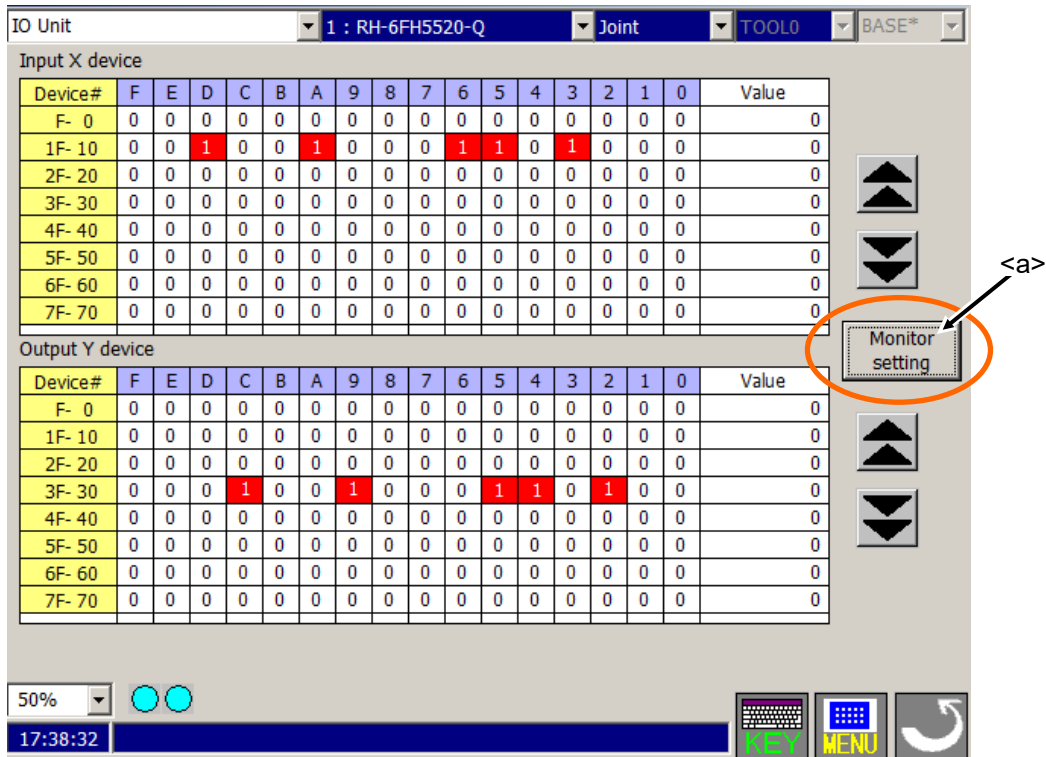 IO Unit 1 : RH-6FH5520-Q Joint TOOL0 BASE*
Input X device
Device# F E D C B A 9 8 7 6 5 4 3 2 1 0 Value
F- 0 0 0 0 0 0 0 0 0 0 0 0 0 0 0 0 0 0
1F- 10 0 0 1 0 0 1 0 0 0 1 1 0 1 0 0 0 0
2F- 20 0 0 0 0 0 0 0 0 0 0 0 0 0 0 0 0 0
3F- 30 0 0 0 0 0 0 0 0 0 0 0 0 0 0 0 0 0
4F- 40 0 0 0 0 0 0 0 0 0 0 0 0 0 0 0 0 0
5F- 50 0 0 0 0 0 0 0 0 0 0 0 0 0 0 0 0 0
6F- 60 0 0 0 0 0 0 0 0 0 0 0 0 0 0 0 0 0
7F- 70 0 0 0 0 0 0 0 0 0 0 0 0 0 0 0 0 0
<a>
Monitor
setting
Output Y device
Device# F E D C B A 9 8 7 6 5 4 3 2 1 0 Value
F- 0 0 0 0 0 0 0 0 0 0 0 0 0 0 0 0 0 0
1F- 10 0 0 0 0 0 0 0 0 0 0 0 0 0 0 0 0 0
2F- 20 0 0 0 0 0 0 0 0 0 0 0 0 0 0 0 0 0
3F- 30 0 0 0 1 0 0 1 0 0 0 1 1 0 1 0 0 0
4F- 40 0 0 0 0 0 0 0 0 0 0 0 0 0 0 0 0 0
5F- 50 0 0 0 0 0 0 0 0 0 0 0 0 0 0 0 0 0
6F- 60 0 0 0 0 0 0 0 0 0 0 0 0 0 0 0 0 0
7F- 70 0 0 0 0 0 0 0 0 0 0 0 0 0 0 0 0 0
50%
17:38:32 KEY MENU